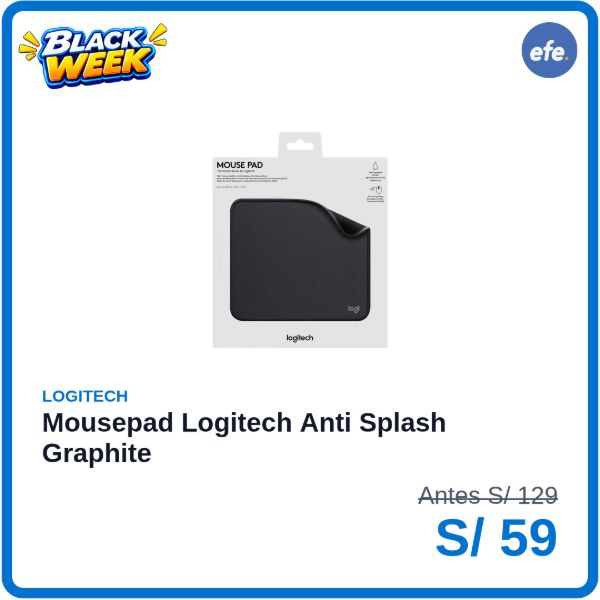 BLACK
WEEK
efe.
MOUSE PAD
logi
logitech
LOGITECH
Mousepad Logitech Anti Splash
Graphite
Antes S/ 129
S/ 59